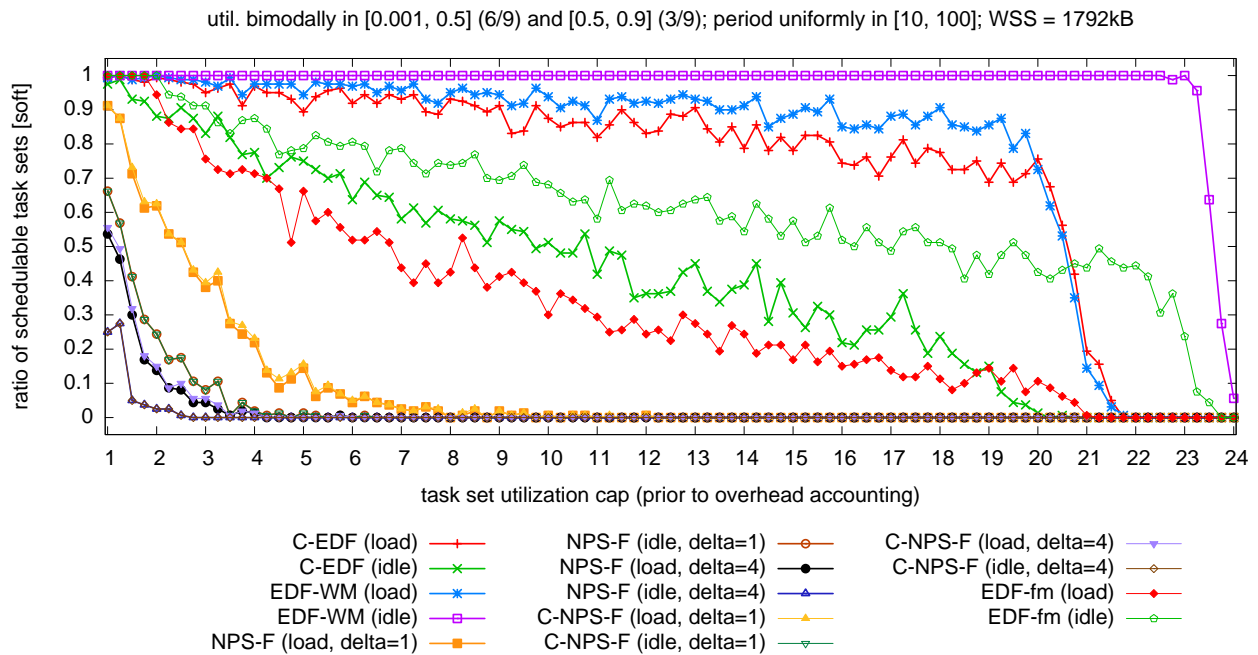 util. bimodally in [0.001, 0.5] (6/9) and [0.5, 0.9] (3/9); period uniformly in [10, 100]; WSS = 1792kB
ratio of schedulable task sets [soft]
1
0.9
0.8
0.7
0.6
0.5
0.4
0.3
0.2
0.1
0
1 2 3 4 5 6 7 8 9 10 11 12 13 14 15 16 17 18 19 20 21 22 23 24
task set utilization cap (prior to overhead accounting)
C-EDF (load)
C-EDF (idle)
EDF-WM (load)
EDF-WM (idle)
NPS-F (load, delta=1)
NPS-F (idle, delta=1)
NPS-F (load, delta=4)
NPS-F (idle, delta=4)
C-NPS-F (load, delta=1)
C-NPS-F (idle, delta=1)
C-NPS-F (load, delta=4)
C-NPS-F (idle, delta=4)
EDF-fm (load)
EDF-fm (idle)